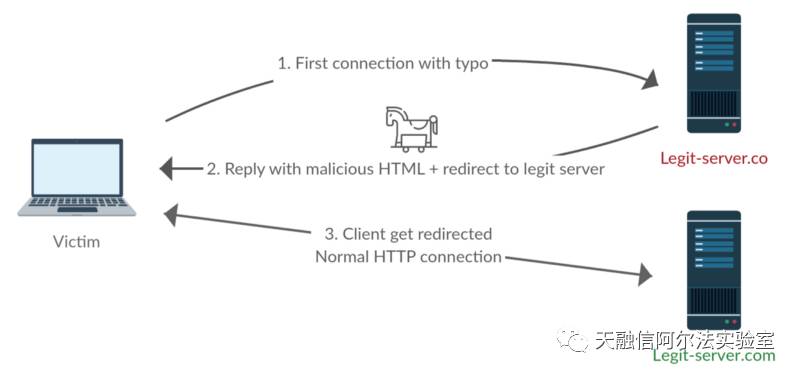 1. First connection with typo
Legit-server.co
2. Reply with malicious HTML + redirect to legit server
Victim
3. Client get redirected
Normal HTTP connection
天融信阿尔法实验室
Legit-server.com